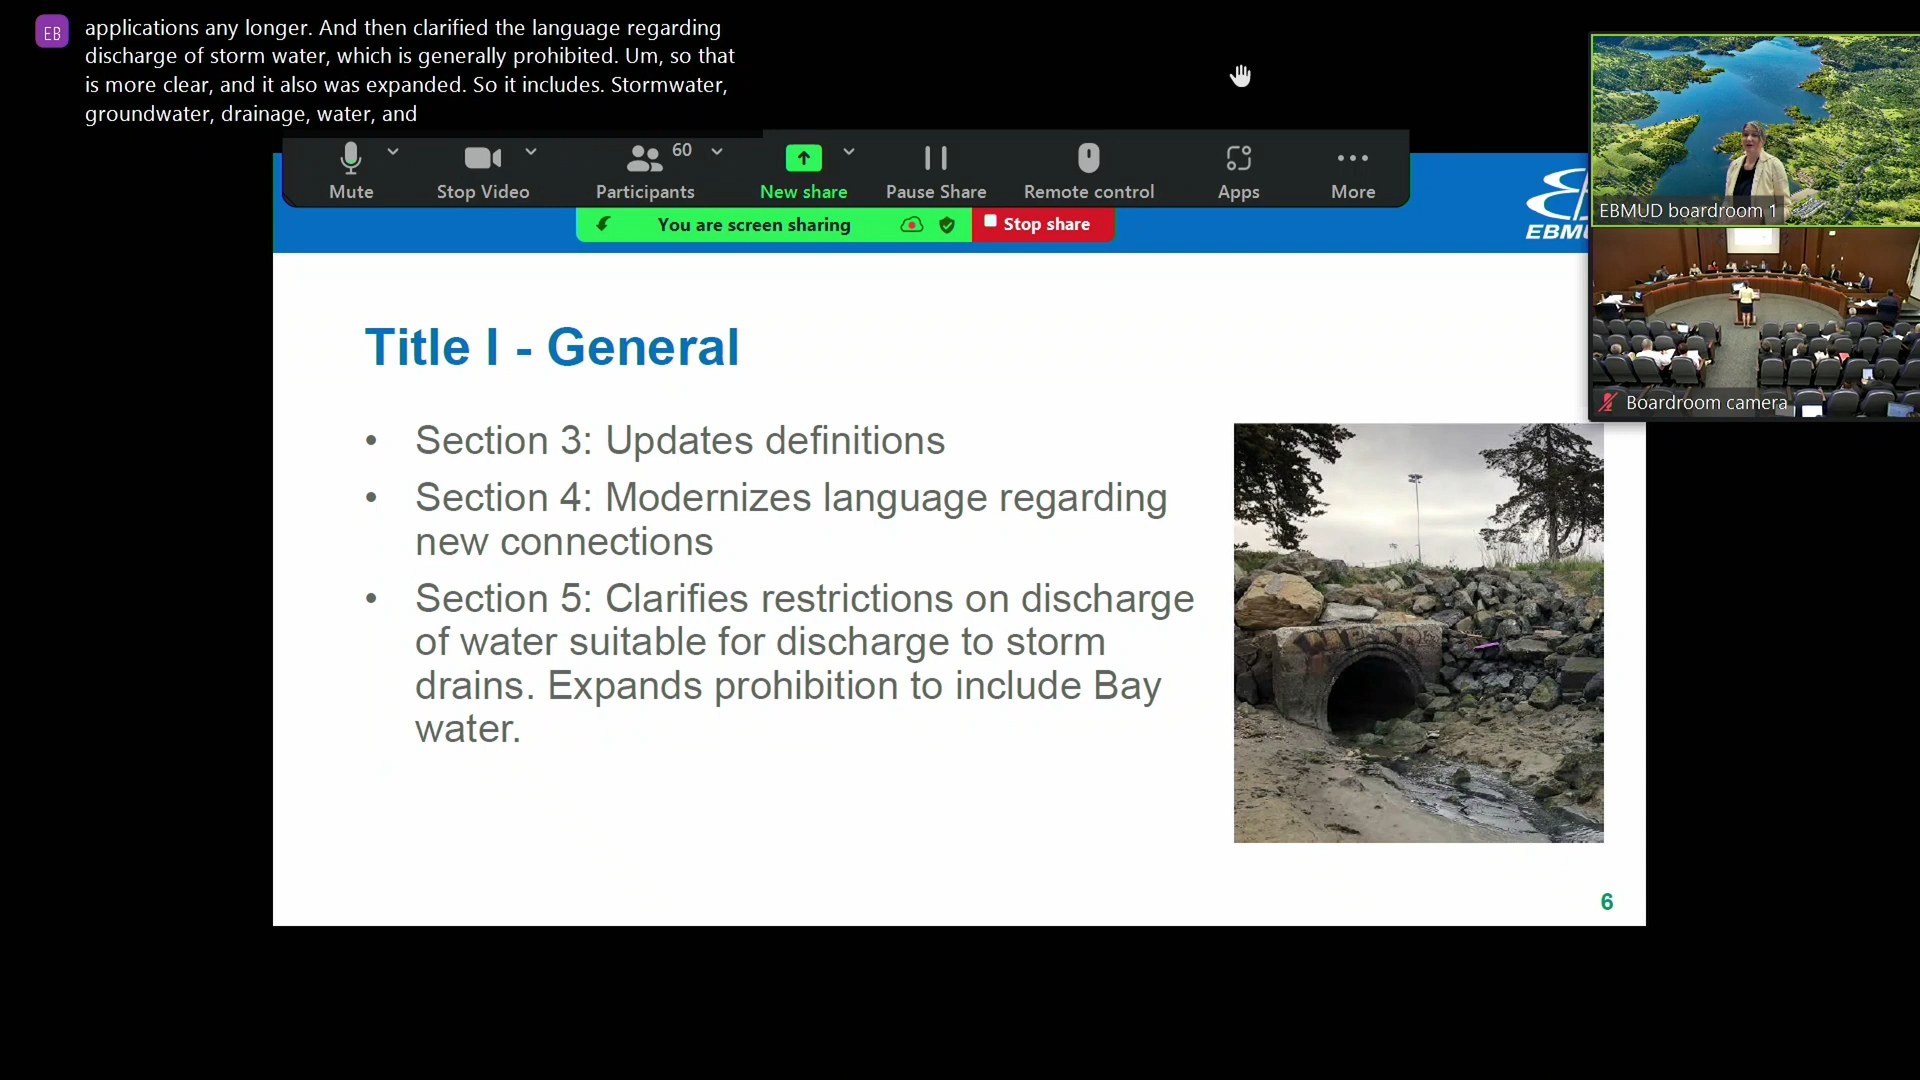 EB
applications any longer. And then clarified the language regarding
discharge of storm water, which is generally prohibited. Um, so that
is more clear, and it also was expanded. So it includes. Stormwater,
groundwater, drainage, water, and
60
Mute
Stop Video
Participants
New share
Pause Share
Remote control
Apps
More
You are screen sharing
Stop share
EBMU
EBMUD boardroom 1
Boardroom camera
Title I - General
• Section 3: Updates definitions
• Section 4: Modernizes language regarding
new connections
• Section 5: Clarifies restrictions on discharge
of water suitable for discharge to storm
drains. Expands prohibition to include Bay
water.
6